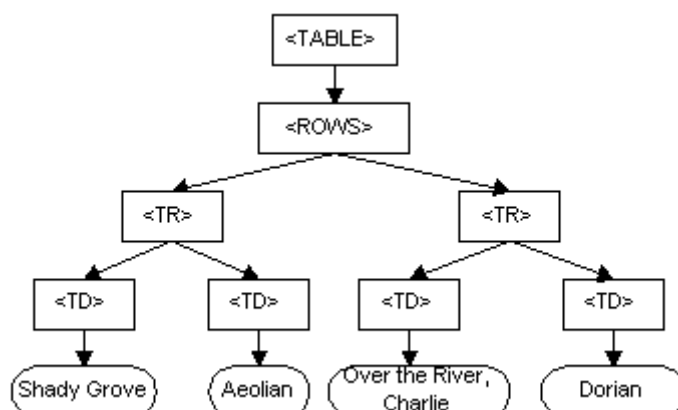 <TABLE>
<ROWS>
<TR>
<TR>
<TD>
<TD>
<TD>
<TD>
Shady Grove
Aeolian
Over the River,
Charlie
Dorian